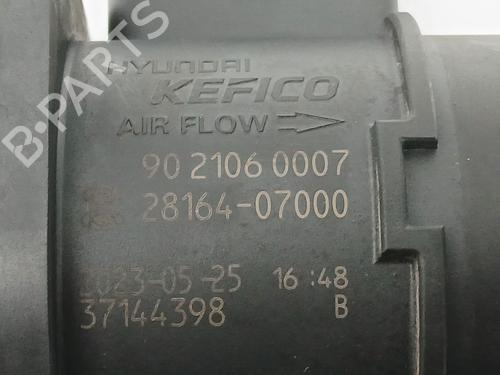 B-PARTS
HYUNDAI
KEFICO
AIR FLOW
90 2106 0007
28164-07000
2023-05-25 16:48
37144398 B